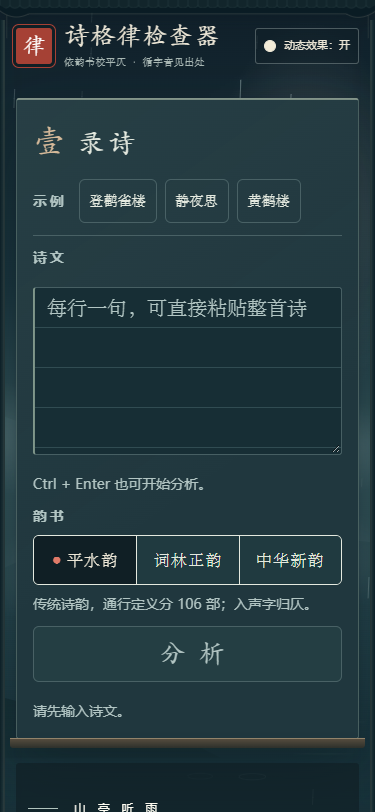 律
诗格律检查器
依韵书校平仄 · 循字音见出处
动态效果：开
壹 录诗
示例 登鹳雀楼 静夜思 黄鹤楼
诗文
每行一句，可直接粘贴整首诗
Ctrl + Enter 也可开始分析。
韵书
平水韵 词林正韵 中华新韵
传统诗韵，通行定义分 106 部；入声字归仄。
分析
请先输入诗文。
山亭听雨